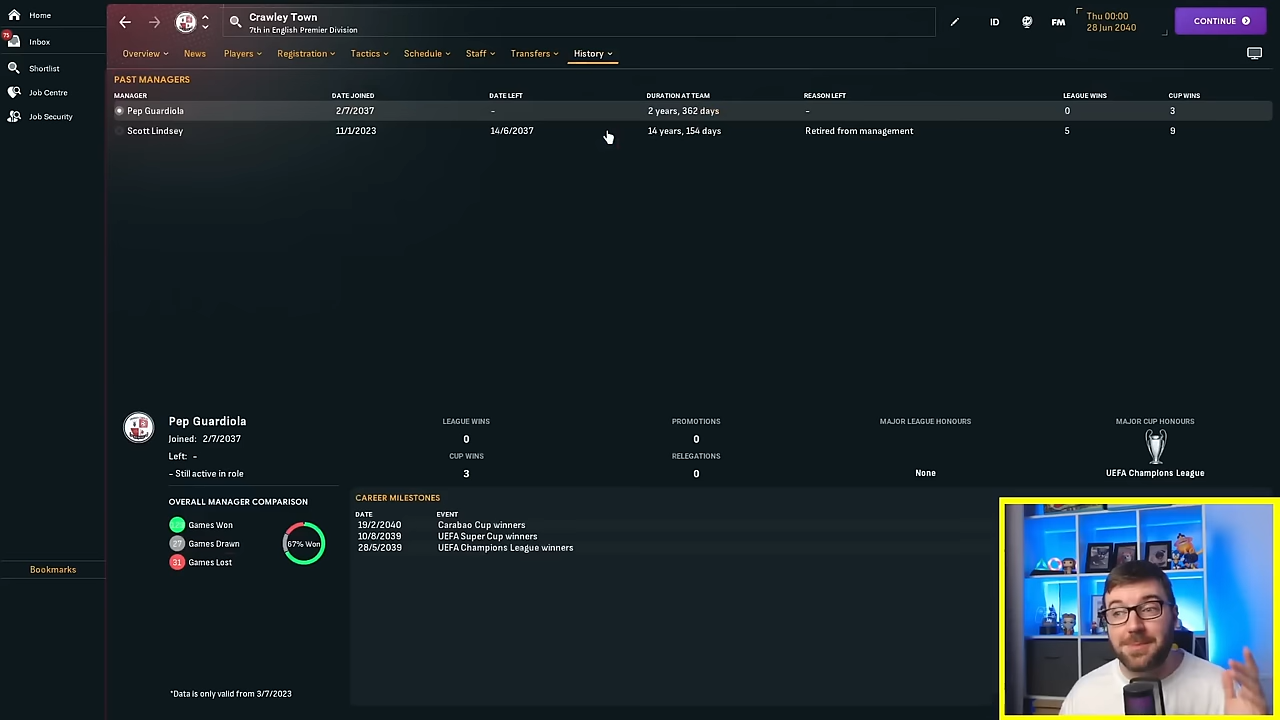 Home
Crawley Town
7th in English Premier Division
ID
FM
Thu 00:00
28 Jun 2040
CONTINUE
73
Inbox
Shortlist
Job Centre
Job Security
Overview
News
Players
Registration
Tactics
Schedule
Staff
Transfers
History
PAST MANAGERS
MANAGER DATE JOINED DATE LEFT DURATION AT TEAM REASON LEFT LEAGUE WINS CUP WINS
Pep Guardiola 2/7/2037 - 2 years, 362 days - 0 3
Scott Lindsey 11/1/2023 14/6/2037 14 years, 154 days Retired from management 5 9
Pep Guardiola
Joined: 2/7/2037
Left: -
- Still active in role
LEAGUE WINS
0
CUP WINS
3
PROMOTIONS
0
RELEGATIONS
0
MAJOR LEAGUE HONOURS
None
MAJOR CUP HONOURS
UEFA Champions League
OVERALL MANAGER COMPARISON
Games Won
27 Games Drawn
31 Games Lost
67% Won
CAREER MILESTONES
DATE EVENT
19/2/2040 Carabao Cup winners
10/8/2039 UEFA Super Cup winners
28/5/2039 UEFA Champions League winners
Bookmarks
*Data is only valid from 3/7/2023